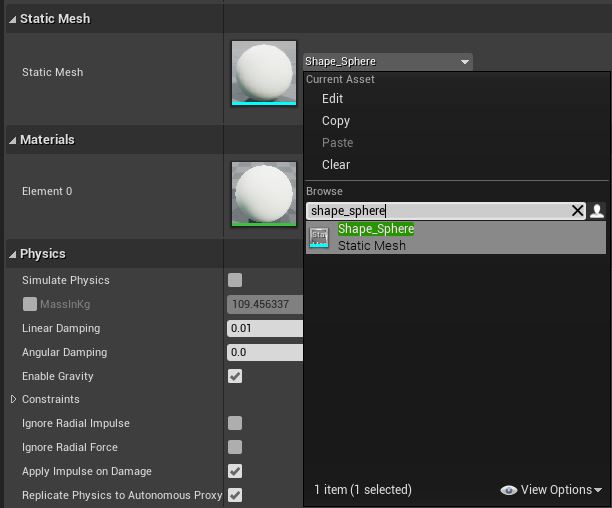 Static Mesh
Static Mesh
Shape_Sphere
Current Asset
Edit
Copy
Paste
Clear
Materials
Element 0
Browse
shape_sphere
Shape_Sphere
Static Mesh
Physics
Simulate Physics
MassInKg 109.456337
Linear Damping 0.01
Angular Damping 0.0
Enable Gravity
Constraints
Ignore Radial Impulse
Ignore Radial Force
Apply Impulse on Damage
Replicate Physics to Autonomous Proxy
1 item (1 selected) View Options